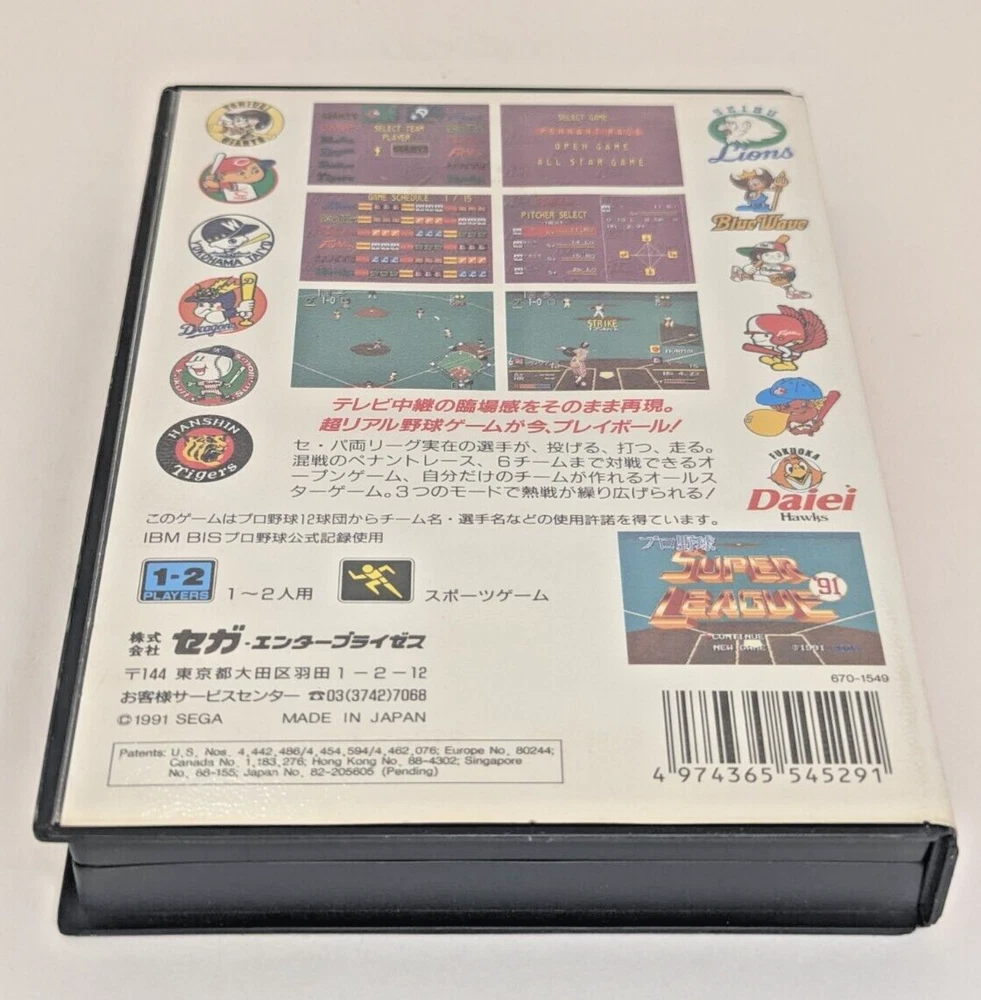 YOMIURI
GIANTS
YOKOHAMA TAIYO
Dragons
HANSHIN
Tigers
SELECT TEAM
PLAYER
SELECT GAME
PENNANT RACE
OPEN GAME
ALL STAR GAME
GAME SCHEDULE 1 / 15
PITCHER SELECT
1-0
1-0
STRIKE
SEIBU
Lions
BlueWave
FUKUOKA
Daiei
Hawks
テレビ中継の臨場感をそのまま再現。
超リアル野球ゲームが今、プレイボール!
セ・パ両リーグ実在の選手が、投げる、打つ、走る。
混戦のペナントレース、6チームまで対戦できるオ
ープンゲーム、自分だけのチームが作れるオールス
ターゲーム。3つのモードで熱戦が繰り広げられる!
このゲームはプロ野球12球団からチーム名・選手名などの使用許諾を得ています。
IBM BISプロ野球公式記録使用
1-2
PLAYERS
1〜2人用
スポーツゲーム
プロ野球
SUPER
LEAGUE
91
CONTINUE
NEW GAME
©1991
株式会社 セガ・エンタープライゼス
〒144 東京都大田区羽田1-2-12
お客様サービスセンター ☎03(3742)7068
©1991 SEGA MADE IN JAPAN
670-1549
Patents: U.S. Nos. 4,442,486/4,454,594/4,462,076; Europe No. 80244;
Canada No. 1,183,276; Hong Kong No. 88-4302; Singapore
No. 88-155; Japan No. 82-205605 (Pending)
4 974365 545291